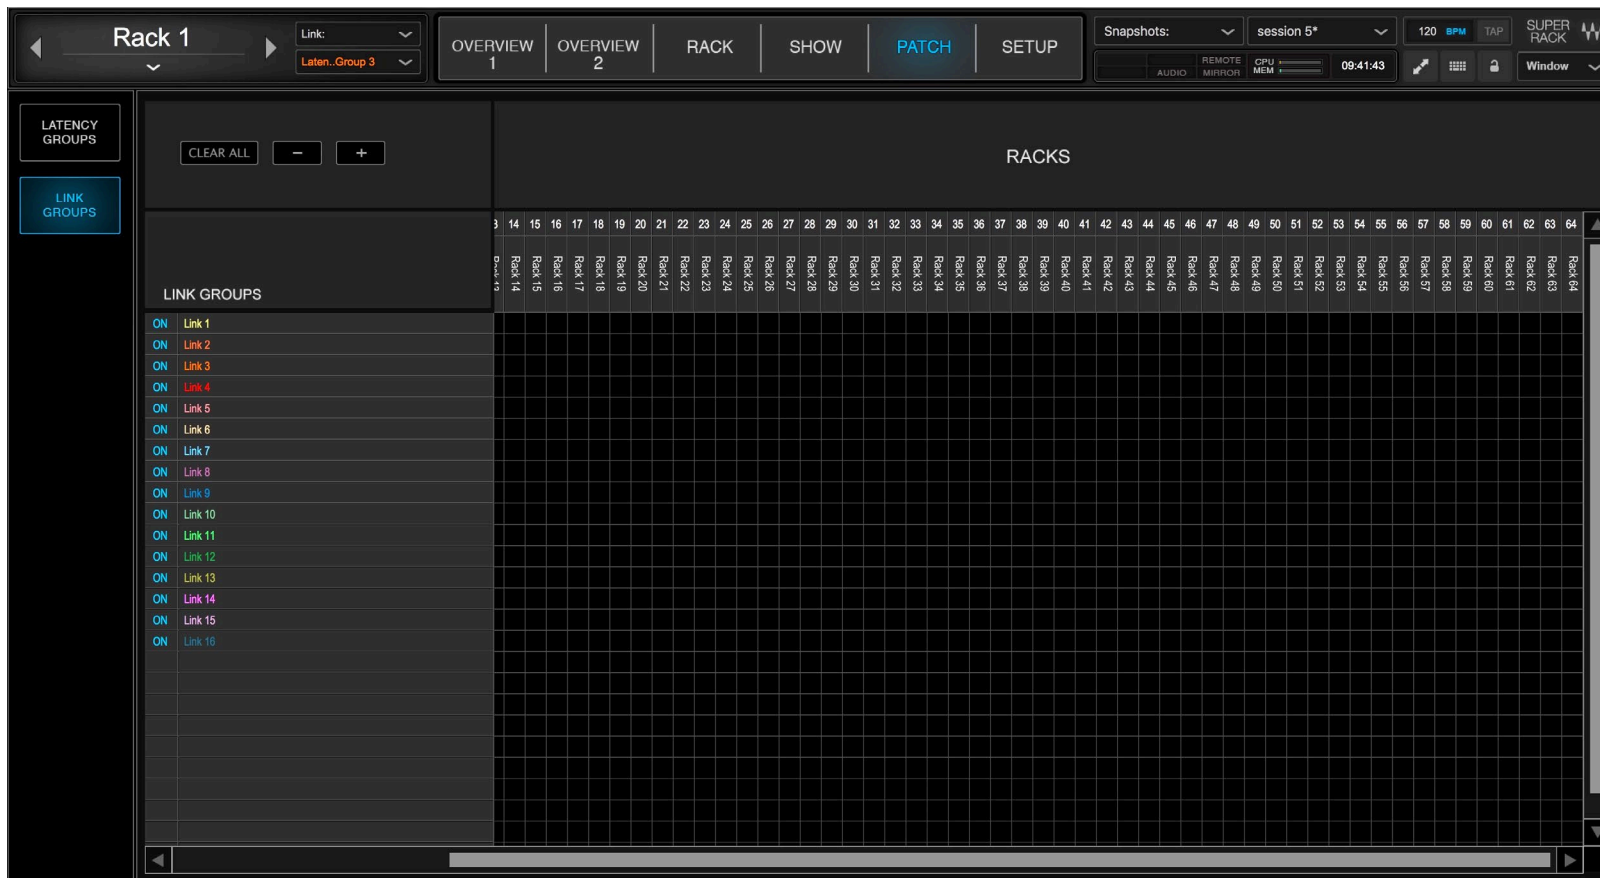 Rack 1
Link:
Laten..Group 3
OVERVIEW
1
OVERVIEW
2
RACK
SHOW
PATCH
SETUP
Snapshots:
session 5*
120 BPM TAP
SUPER
RACK
AUDIO
REMOTE
MIRROR
CPU
MEM
09:41:43
Window
LATENCY
GROUPS
LINK
GROUPS
CLEAR ALL - +
RACKS
3 14 15 16 17 18 19 20 21 22 23 24 25 26 27 28 29 30 31 32 33 34 35 36 37 38 39 40 41 42 43 44 45 46 47 48 49 50 51 52 53 54 55 56 57 58 59 60 61 62 63 64
Rack 13 Rack 14 Rack 15 Rack 16 Rack 17 Rack 18 Rack 19 Rack 20 Rack 21 Rack 22 Rack 23 Rack 24 Rack 25 Rack 26 Rack 27 Rack 28 Rack 29 Rack 30 Rack 31 Rack 32 Rack 33 Rack 34 Rack 35 Rack 36 Rack 37 Rack 38 Rack 39 Rack 40 Rack 41 Rack 42 Rack 43 Rack 44 Rack 45 Rack 46 Rack 47 Rack 48 Rack 49 Rack 50 Rack 51 Rack 52 Rack 53 Rack 54 Rack 55 Rack 56 Rack 57 Rack 58 Rack 59 Rack 60 Rack 61 Rack 62 Rack 63 Rack 64
LINK GROUPS
ON Link 1
ON Link 2
ON Link 3
ON Link 4
ON Link 5
ON Link 6
ON Link 7
ON Link 8
ON Link 9
ON Link 10
ON Link 11
ON Link 12
ON Link 13
ON Link 14
ON Link 15
ON Link 16